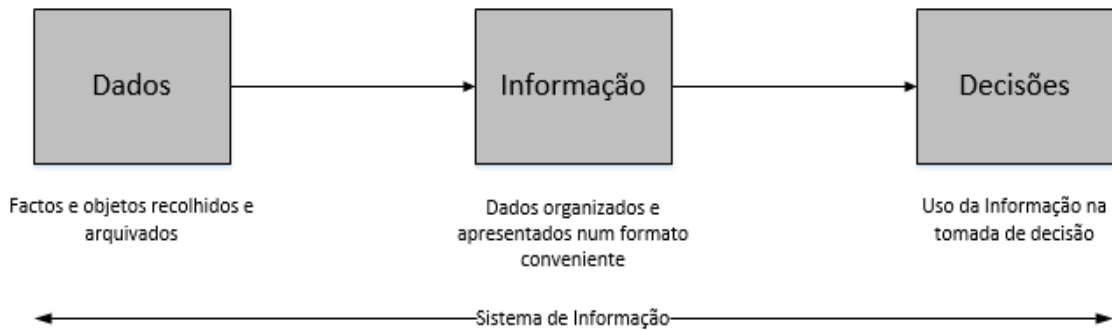 Dados
Informação
Decisões
Factos e objetos recolhidos e
arquivados
Dados organizados e
apresentados num formato
conveniente
Uso da Informação na
tomada de decisão
Sistema de Informação